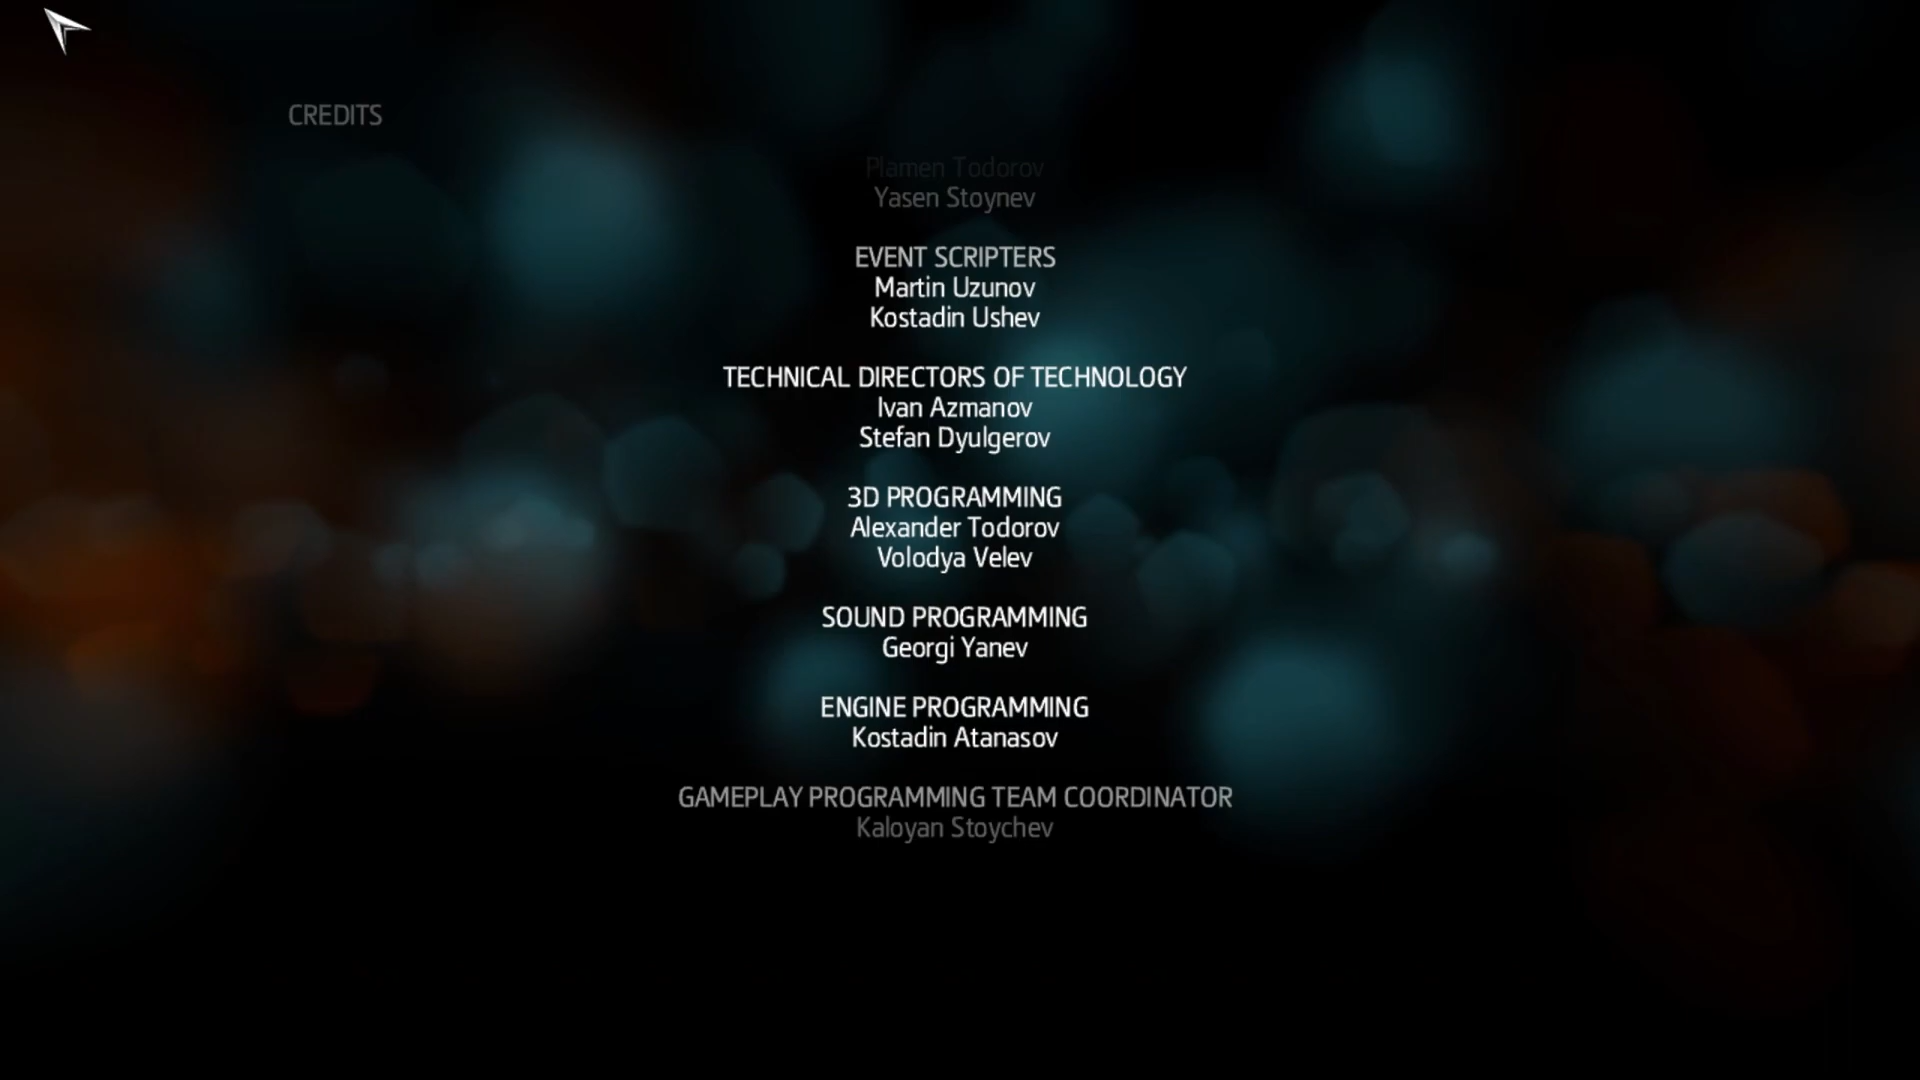 CREDITS
Plamen Todorov
Yasen Stoynev
EVENT SCRIPTERS
Martin Uzunov
Kostadin Ushev
TECHNICAL DIRECTORS OF TECHNOLOGY
Ivan Azmanov
Stefan Dyulgerov
3D PROGRAMMING
Alexander Todorov
Volodya Velev
SOUND PROGRAMMING
Georgi Yanev
ENGINE PROGRAMMING
Kostadin Atanasov
GAMEPLAY PROGRAMMING TEAM COORDINATOR
Kaloyan Stoychev